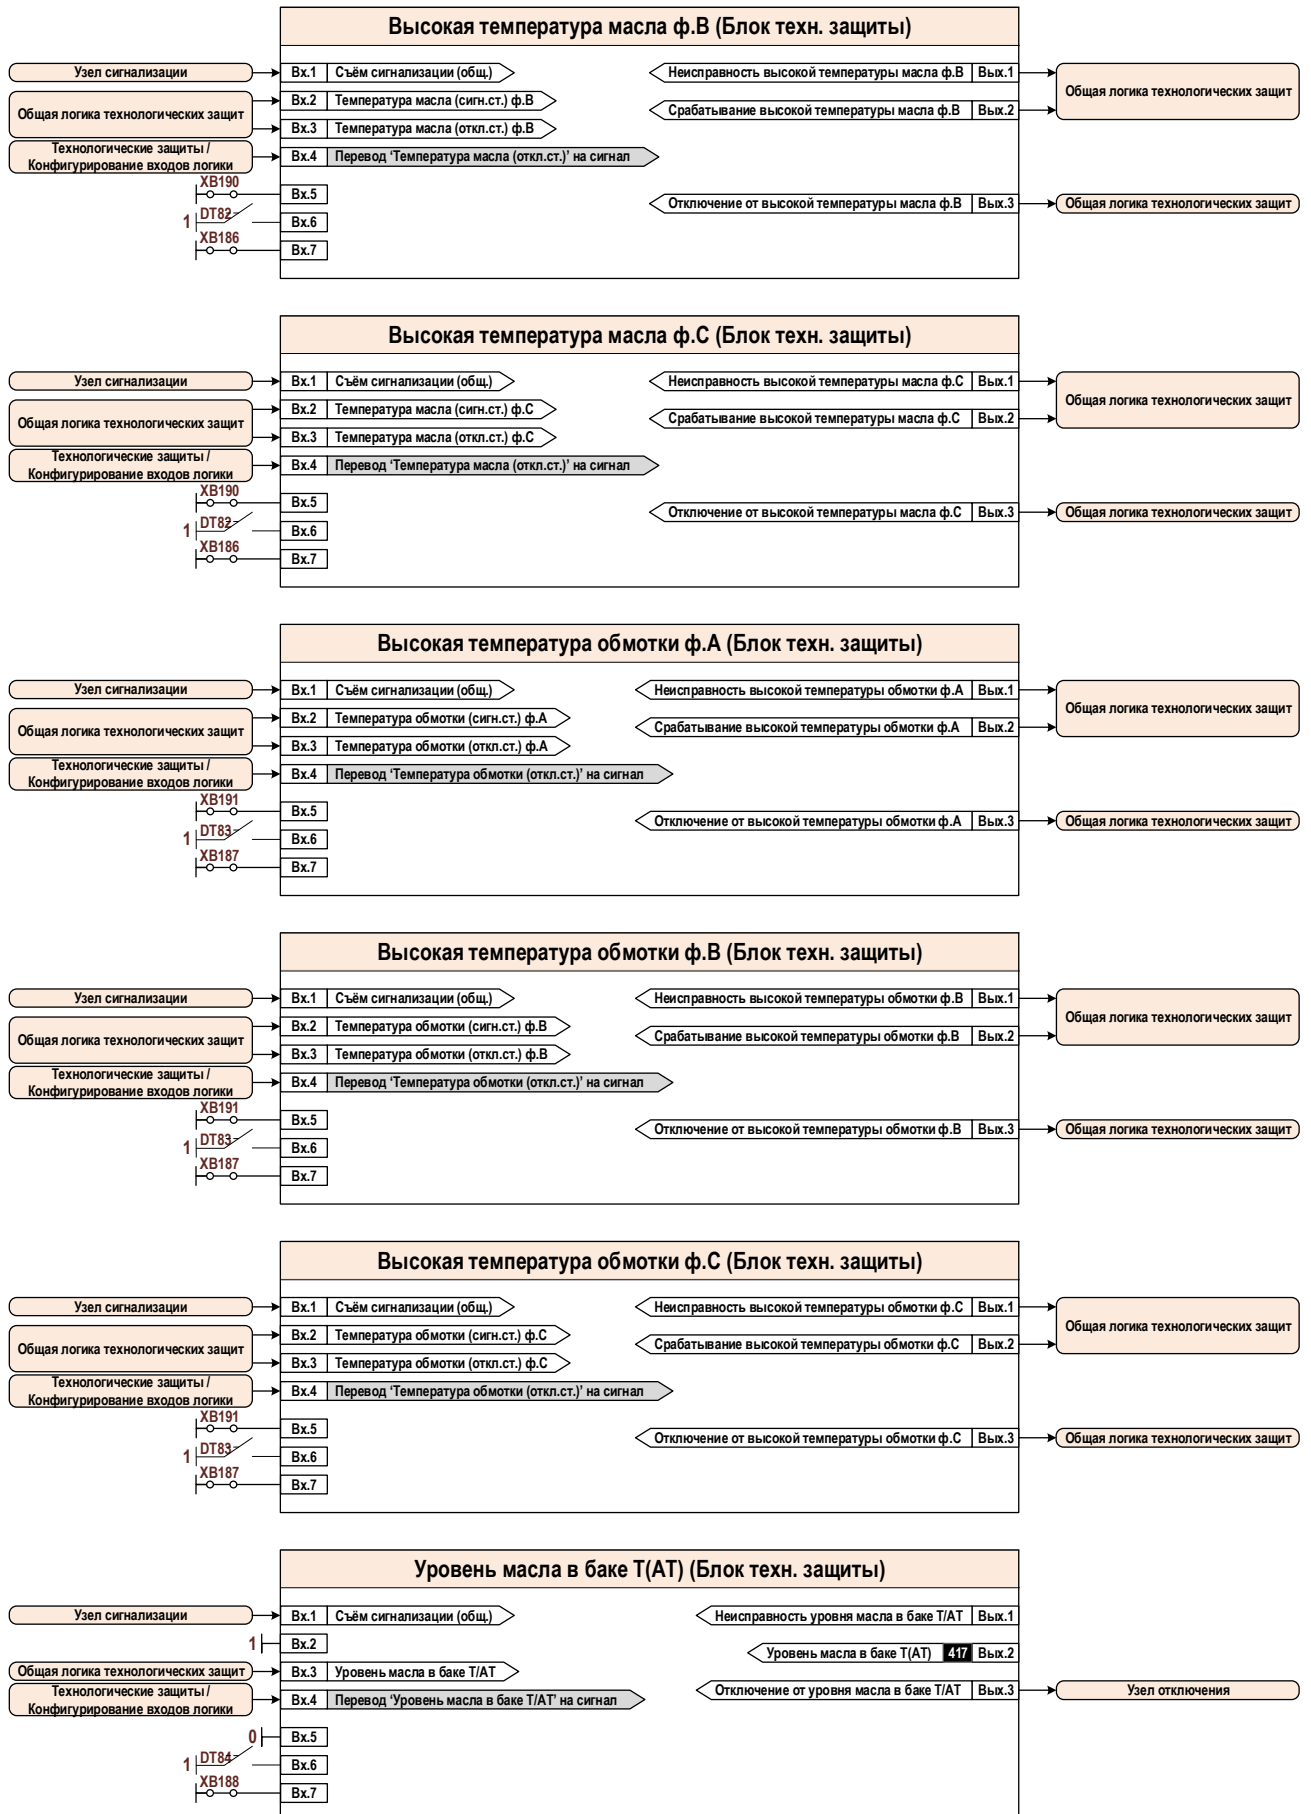 Высокая температура масла ф.В (Блок техн. защиты)
Узел сигнализации
Вх.1 Съём сигнализации (общ.)
Неисправность высокой температуры масла ф.В Вых.1
Общая логика технологических защит
Общая логика технологических защит
Вх.2 Температура масла (сигн.ст.) ф.В
Срабатывание высокой температуры масла ф.В Вых.2
Вх.3 Температура масла (откл.ст.) ф.В
Технологические защиты /
Конфигурирование входов логики
Вх.4 Перевод ‘Температура масла (откл.ст.)’ на сигнал
XB190
Вх.5
Отключение от высокой температуры масла ф.В Вых.3
Общая логика технологических защит
1 DT82
Вх.6
XB186
Вх.7
Высокая температура масла ф.С (Блок техн. защиты)
Узел сигнализации
Вх.1 Съём сигнализации (общ.)
Неисправность высокой температуры масла ф.С Вых.1
Общая логика технологических защит
Общая логика технологических защит
Вх.2 Температура масла (сигн.ст.) ф.С
Срабатывание высокой температуры масла ф.С Вых.2
Вх.3 Температура масла (откл.ст.) ф.С
Технологические защиты /
Конфигурирование входов логики
Вх.4 Перевод ‘Температура масла (откл.ст.)’ на сигнал
XB190
Вх.5
Отключение от высокой температуры масла ф.С Вых.3
Общая логика технологических защит
1 DT82
Вх.6
XB186
Вх.7
Высокая температура обмотки ф.А (Блок техн. защиты)
Узел сигнализации
Вх.1 Съём сигнализации (общ.)
Неисправность высокой температуры обмотки ф.А Вых.1
Общая логика технологических защит
Общая логика технологических защит
Вх.2 Температура обмотки (сигн.ст.) ф.А
Срабатывание высокой температуры обмотки ф.А Вых.2
Вх.3 Температура обмотки (откл.ст.) ф.А
Технологические защиты /
Конфигурирование входов логики
Вх.4 Перевод ‘Температура обмотки (откл.ст.)’ на сигнал
XB191
Вх.5
Отключение от высокой температуры обмотки ф.А Вых.3
Общая логика технологических защит
1 DT83
Вх.6
XB187
Вх.7
Высокая температура обмотки ф.В (Блок техн. защиты)
Узел сигнализации
Вх.1 Съём сигнализации (общ.)
Неисправность высокой температуры обмотки ф.В Вых.1
Общая логика технологических защит
Общая логика технологических защит
Вх.2 Температура обмотки (сигн.ст.) ф.В
Срабатывание высокой температуры обмотки ф.В Вых.2
Вх.3 Температура обмотки (откл.ст.) ф.В
Технологические защиты /
Конфигурирование входов логики
Вх.4 Перевод ‘Температура обмотки (откл.ст.)’ на сигнал
XB191
Вх.5
Отключение от высокой температуры обмотки ф.В Вых.3
Общая логика технологических защит
1 DT83
Вх.6
XB187
Вх.7
Высокая температура обмотки ф.С (Блок техн. защиты)
Узел сигнализации
Вх.1 Съём сигнализации (общ.)
Неисправность высокой температуры обмотки ф.С Вых.1
Общая логика технологических защит
Общая логика технологических защит
Вх.2 Температура обмотки (сигн.ст.) ф.С
Срабатывание высокой температуры обмотки ф.С Вых.2
Вх.3 Температура обмотки (откл.ст.) ф.С
Технологические защиты /
Конфигурирование входов логики
Вх.4 Перевод ‘Температура обмотки (откл.ст.)’ на сигнал
XB191
Вх.5
Отключение от высокой температуры обмотки ф.С Вых.3
Общая логика технологических защит
1 DT83
Вх.6
XB187
Вх.7
Уровень масла в баке Т(АТ) (Блок техн. защиты)
Узел сигнализации
Вх.1 Съём сигнализации (общ.)
Неисправность уровня масла в баке Т/АТ Вых.1
1
Вх.2
Уровень масла в баке Т(АТ) 417 Вых.2
Общая логика технологических защит
Вх.3 Уровень масла в баке Т/АТ
Технологические защиты /
Конфигурирование входов логики
Вх.4 Перевод ‘Уровень масла в баке Т/АТ’ на сигнал
Отключение от уровня масла в баке Т/АТ Вых.3
Узел отключения
0
Вх.5
1 DT84
Вх.6
XB188
Вх.7